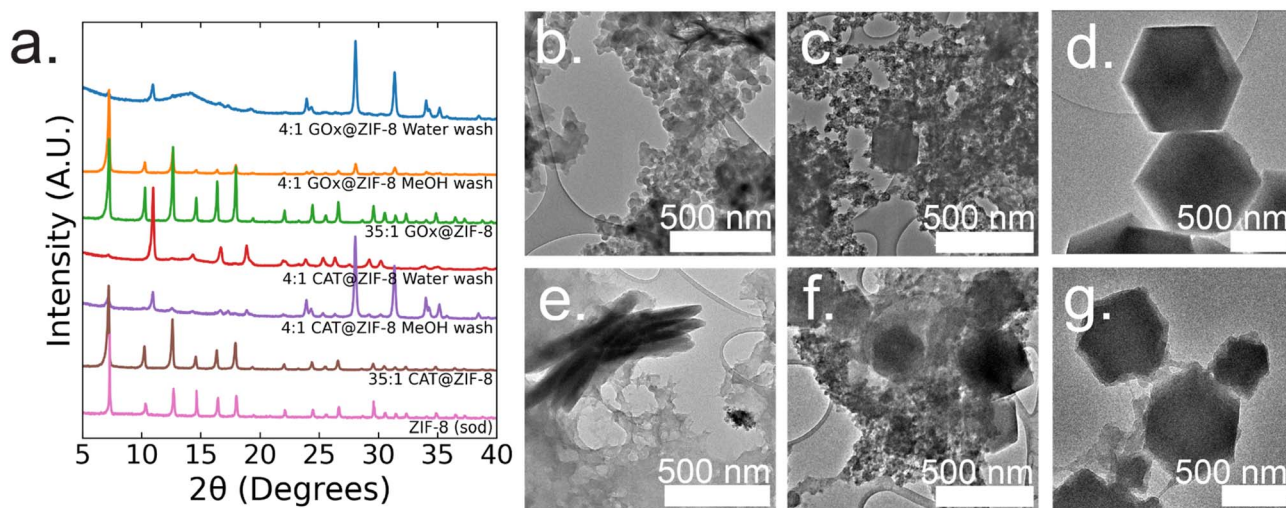 a.
Intensity (A.U.)
4:1 GOx@ZIF-8 Water wash
4:1 GOx@ZIF-8 MeOH wash
35:1 GOx@ZIF-8
4:1 CAT@ZIF-8 Water wash
4:1 CAT@ZIF-8 MeOH wash
35:1 CAT@ZIF-8
ZIF-8 (sod)
5 10 15 20 25 30 35 40
2θ (Degrees)
b.
500 nm
c.
500 nm
d.
500 nm
e.
500 nm
f.
500 nm
g.
500 nm